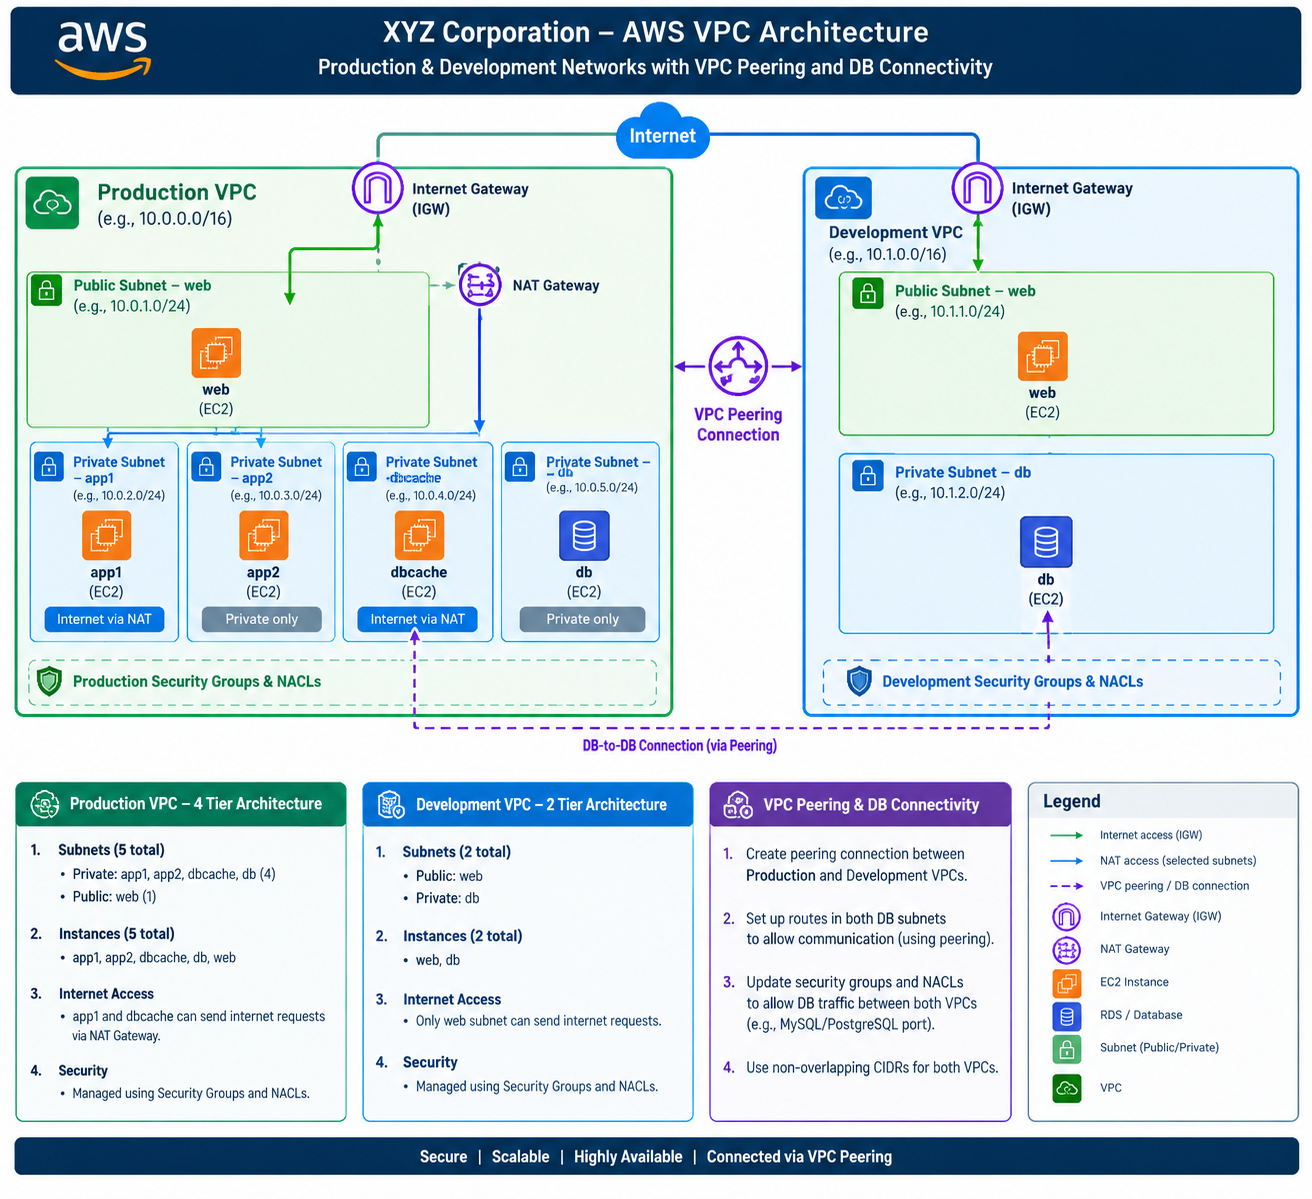 aws
XYZ Corporation – AWS VPC Architecture
Production & Development Networks with VPC Peering and DB Connectivity
Internet
Production VPC
(e.g., 10.0.0.0/16)
Internet Gateway
(IGW)
NAT Gateway
Public Subnet – web
(e.g., 10.0.1.0/24)
web
(EC2)
Private Subnet
– app1
(e.g., 10.0.2.0/24)
app1
(EC2)
Internet via NAT
Private Subnet
– app2
(e.g., 10.0.3.0/24)
app2
(EC2)
Private only
Private Subnet
-dbcache
(e.g., 10.0.4.0/24)
dbcache
(EC2)
Internet via NAT
Private Subnet –
– db
(e.g., 10.0.5.0/24)
db
(EC2)
Private only
Production Security Groups & NACLs
VPC Peering
Connection
Internet Gateway
(IGW)
Development VPC
(e.g., 10.1.0.0/16)
Public Subnet – web
(e.g., 10.1.1.0/24)
web
(EC2)
Private Subnet – db
(e.g., 10.1.2.0/24)
db
(EC2)
Development Security Groups & NACLs
DB-to-DB Connection (via Peering)
Production VPC – 4 Tier Architecture
1. Subnets (5 total)
• Private: app1, app2, dbcache, db (4)
• Public: web (1)
2. Instances (5 total)
• app1, app2, dbcache, db, web
3. Internet Access
• app1 and dbcache can send internet requests
via NAT Gateway.
4. Security
• Managed using Security Groups and NACLs.
Development VPC – 2 Tier Architecture
1. Subnets (2 total)
• Public: web
• Private: db
2. Instances (2 total)
• web, db
3. Internet Access
• Only web subnet can send internet requests.
4. Security
• Managed using Security Groups and NACLs.
VPC Peering & DB Connectivity
1. Create peering connection between
Production and Development VPCs.
2. Set up routes in both DB subnets
to allow communication (using peering).
3. Update security groups and NACLs
to allow DB traffic between both VPCs
(e.g., MySQL/PostgreSQL port).
4. Use non-overlapping CIDRs for both VPCs.
Legend
Internet access (IGW)
NAT access (selected subnets)
VPC peering / DB connection
Internet Gateway (IGW)
NAT Gateway
EC2 Instance
RDS / Database
Subnet (Public/Private)
VPC
Secure | Scalable | Highly Available | Connected via VPC Peering